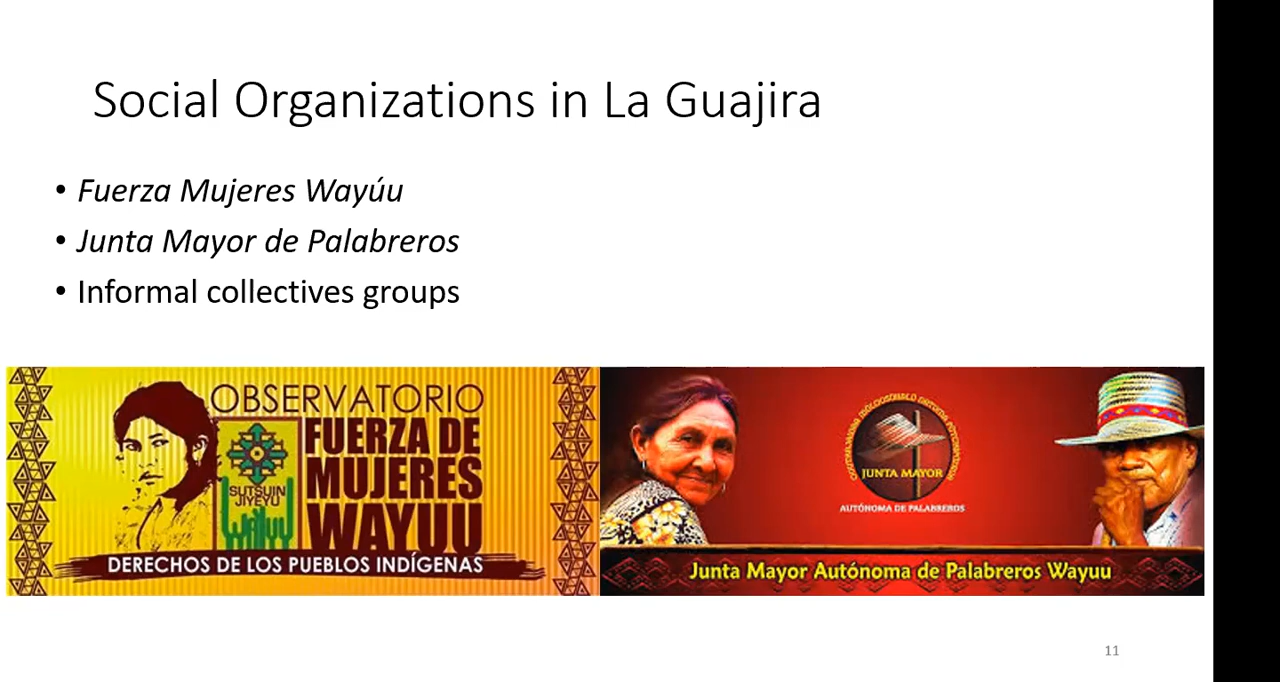 Social Organizations in La Guajira
• Fuerza Mujeres Wayúu
• Junta Mayor de Palabreros
• Informal collectives groups
OBSERVATORIO
FUERZA DE
MUJERES
WAYUU
SUTSUIN
JIYEYU
DERECHOS DE LOS PUEBLOS INDÍGENAS
JUNTA MAYOR
AUTÓNOMA DE PALABREROS
Junta Mayor Autónoma de Palabreros Wayuu
11